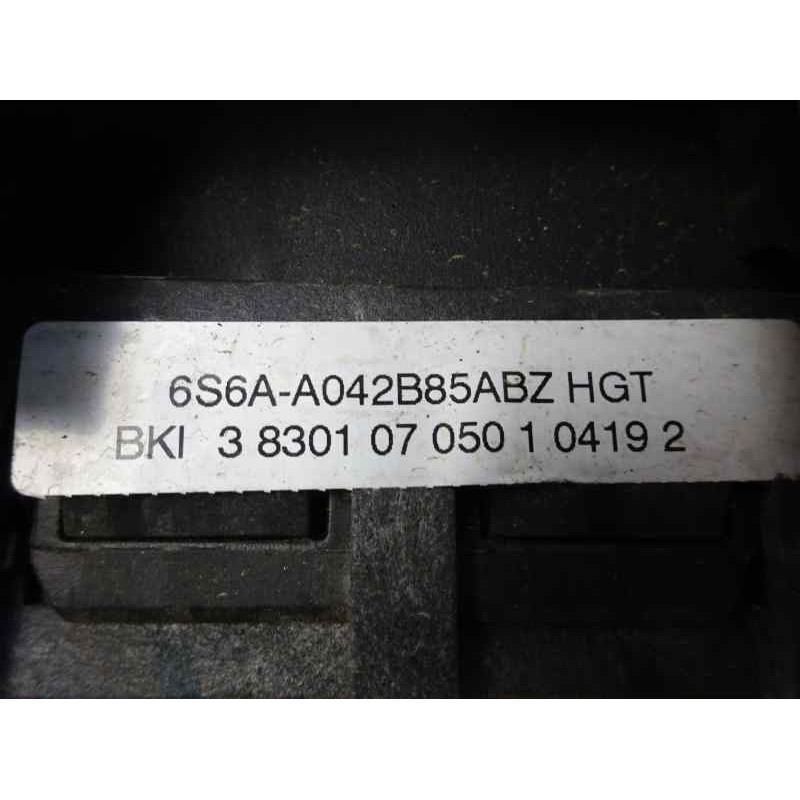 6S6A-A042B85ABZ HGT
BKI 3 8301 07 050 1 0419 2